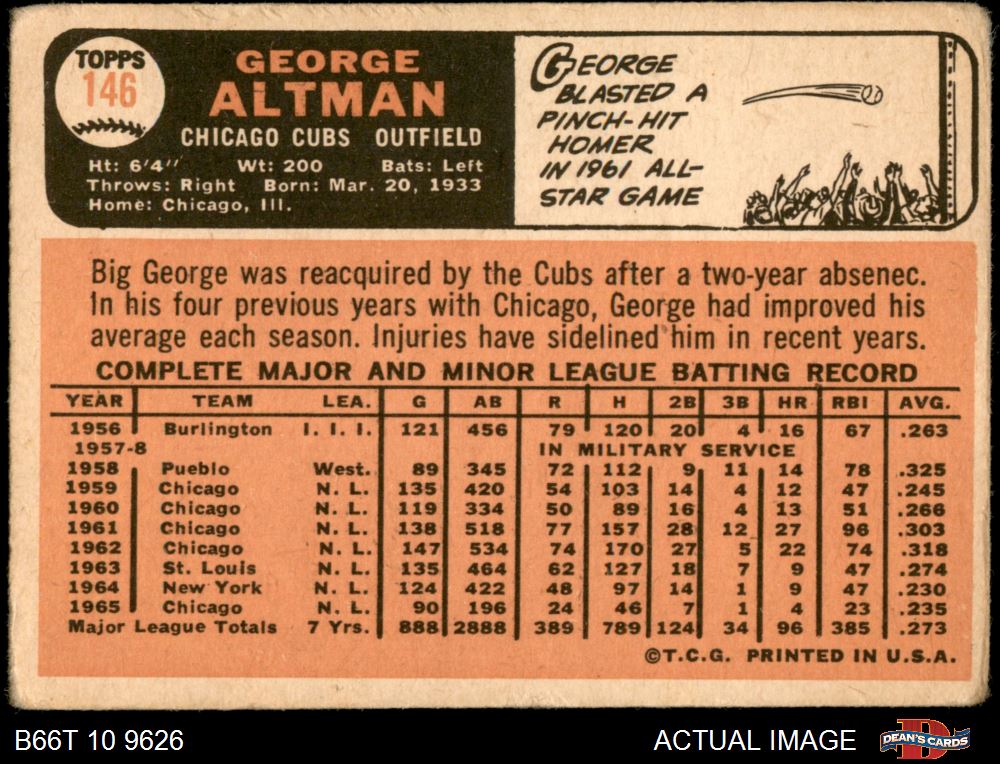 TOPPS
146
GEORGE
ALTMAN
CHICAGO CUBS OUTFIELD
Ht: 6'4" Wt: 200 Bats: Left
Throws: Right Born: Mar. 20, 1933
Home: Chicago, Ill.
GEORGE
BLASTED A
PINCH-HIT
HOMER
IN 1961 ALL-
STAR GAME
Big George was reacquired by the Cubs after a two-year absenec.
In his four previous years with Chicago, George had improved his
average each season. Injuries have sidelined him in recent years.
COMPLETE MAJOR AND MINOR LEAGUE BATTING RECORD
YEAR TEAM LEA. G AB R H 2B 3B HR RBI AVG.
1956 Burlington I. I. I. 121 456 79 120 20 4 16 67 .263
1957-8 IN MILITARY SERVICE
1958 Pueblo West. 89 345 72 112 9 11 14 78 .325
1959 Chicago N. L. 135 420 54 103 14 4 12 47 .245
1960 Chicago N. L. 119 334 50 89 16 4 13 51 .266
1961 Chicago N. L. 138 518 77 157 28 12 27 96 .303
1962 Chicago N. L. 147 534 74 170 27 5 22 74 .318
1963 St. Louis N. L. 135 464 62 127 18 7 9 47 .274
1964 New York N. L. 124 422 48 97 14 1 9 47 .230
1965 Chicago N. L. 90 196 24 46 7 1 4 23 .235
Major League Totals 7 Yrs. 888 2888 389 789 124 34 96 385 .273
©T.C.G. PRINTED IN U.S.A.
B66T 10 9626
ACTUAL IMAGE
D
DEAN'S CARDS